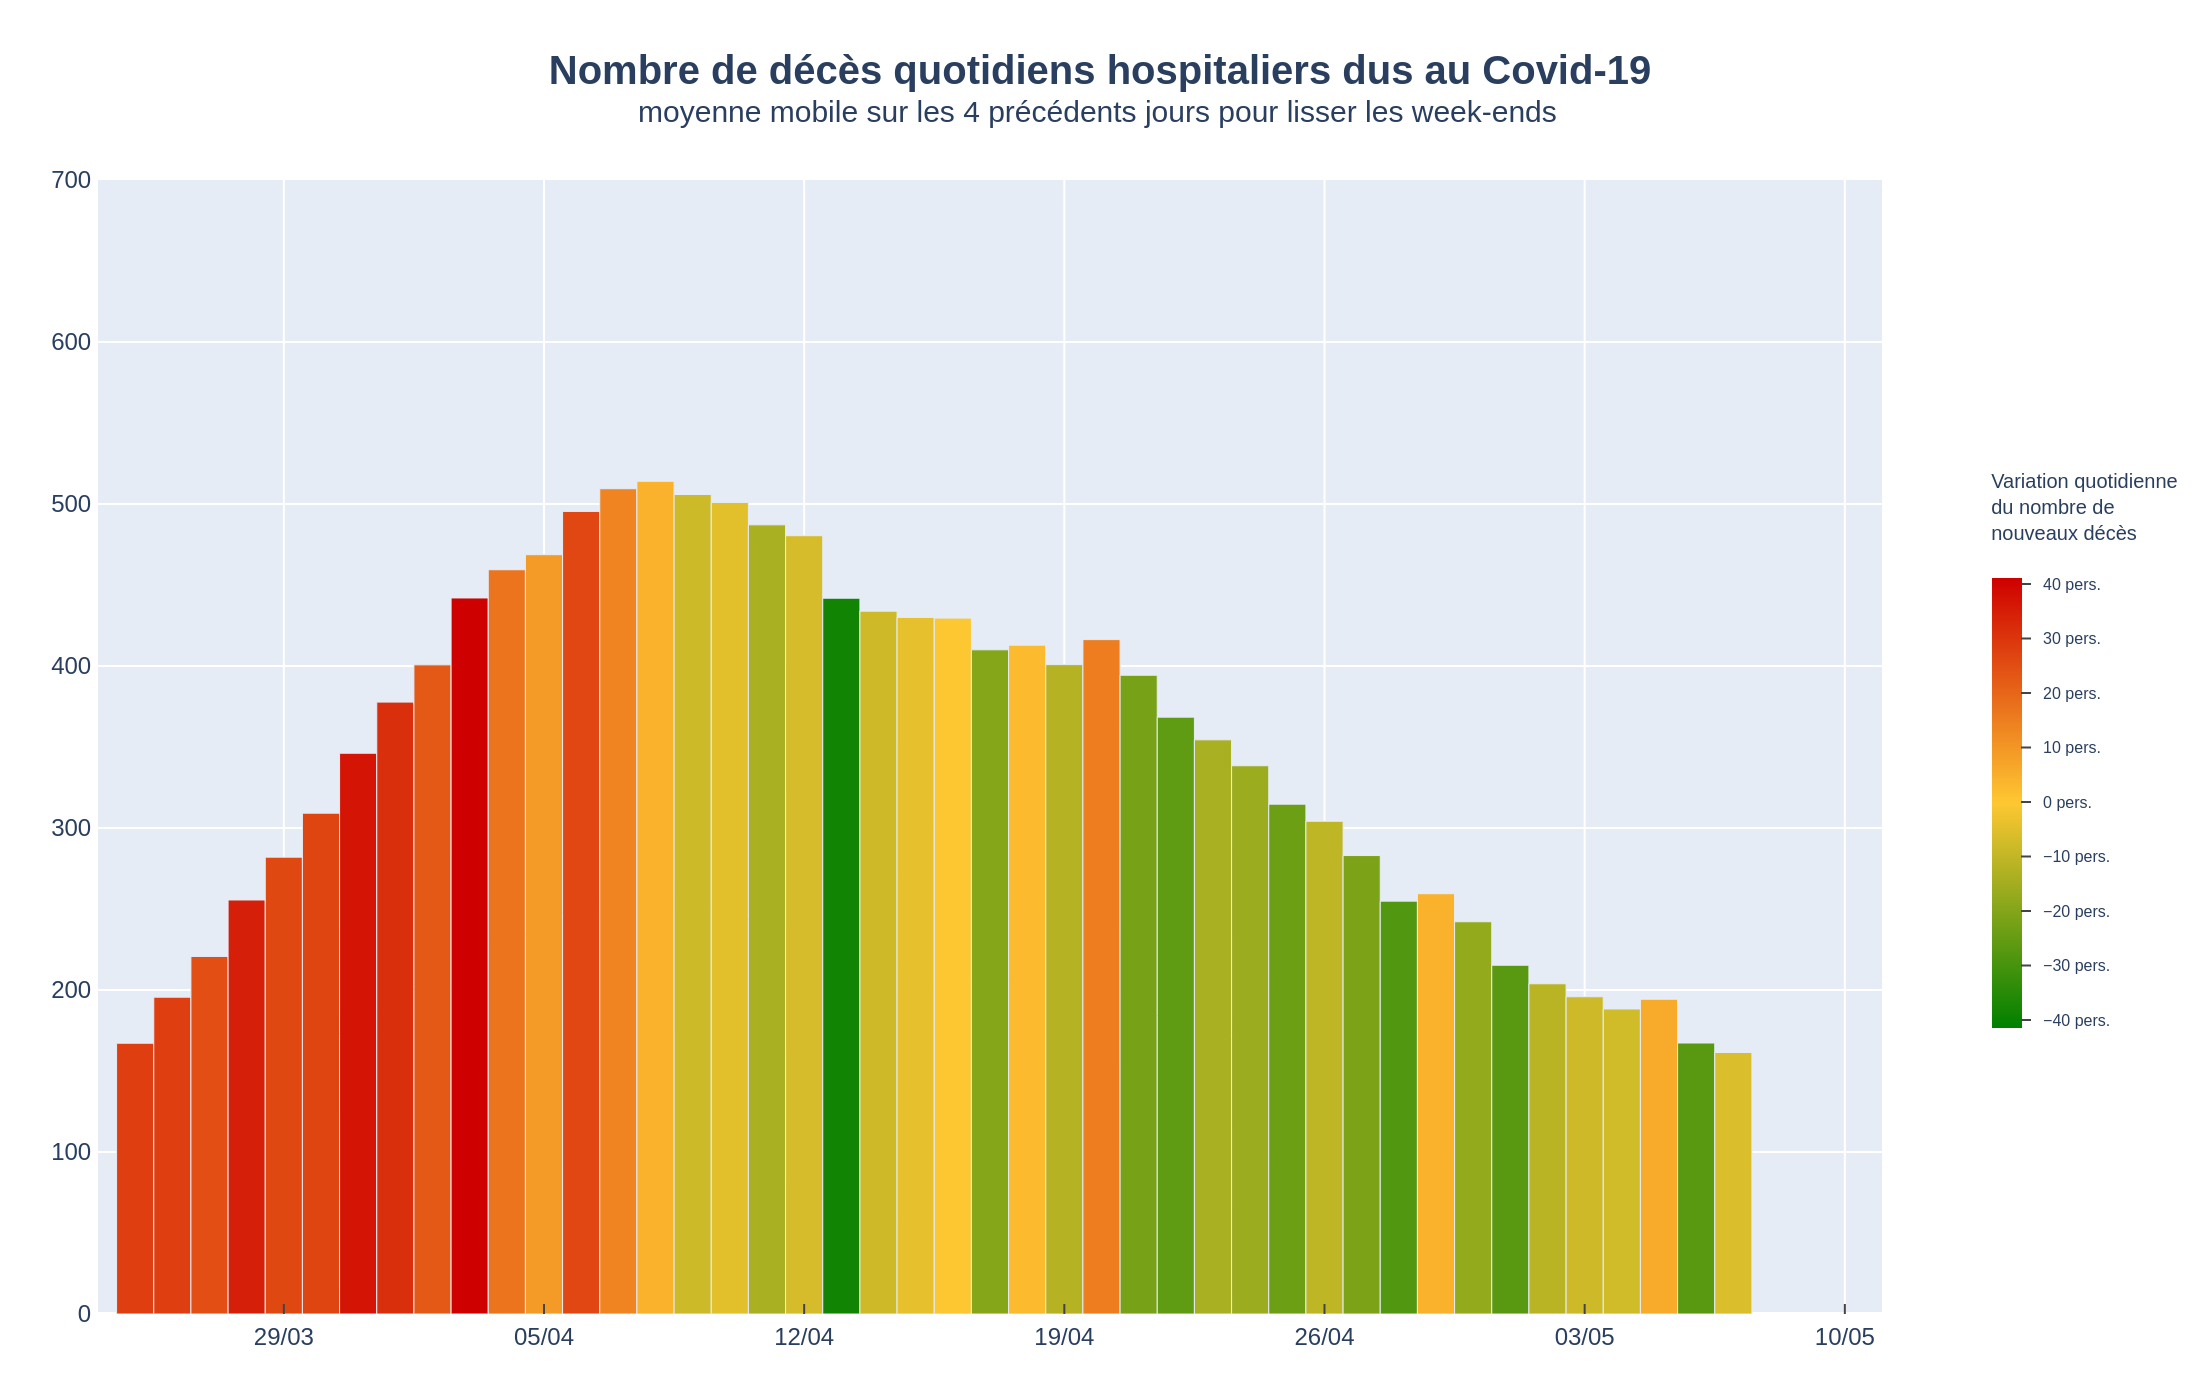 Nombre de décès quotidiens hospitaliers dus au Covid-19
moyenne mobile sur les 4 précédents jours pour lisser les week-ends
700
600
500
400
300
200
100
0
29/03
05/04
12/04
19/04
26/04
03/05
10/05
Variation quotidienne
du nombre de
nouveaux décès
40 pers.
30 pers.
20 pers.
10 pers.
0 pers.
−10 pers.
−20 pers.
−30 pers.
−40 pers.